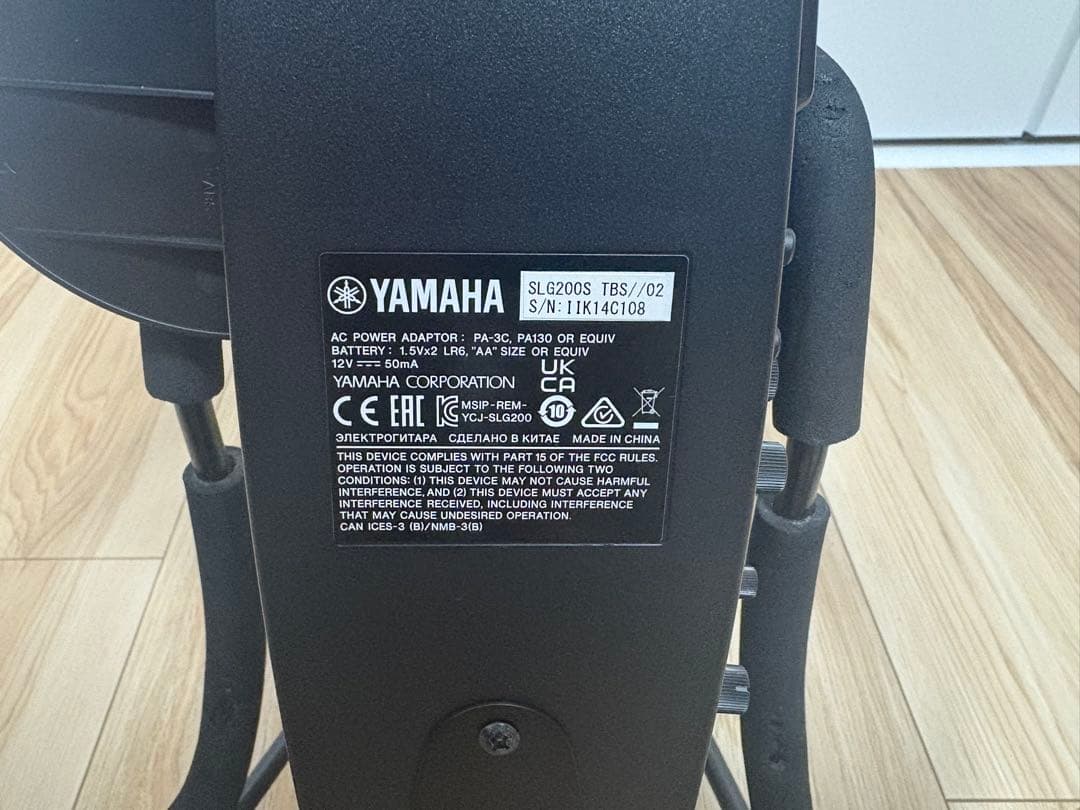 YAMAHA
SLG200S TBS//02
S/N:IIK14C108
AC POWER ADAPTOR : PA-3C, PA130 OR EQUIV
BATTERY : 1.5Vx2 LR6, "AA" SIZE OR EQUIV
12V ⎓ 50mA
UK
CA
YAMAHA CORPORATION
CE EAC MSIP-REM-
YCJ-SLG200
10
ЭЛЕКТРОГИТАРА СДЕЛАНО В КИТАЕ MADE IN CHINA
THIS DEVICE COMPLIES WITH PART 15 OF THE FCC RULES.
OPERATION IS SUBJECT TO THE FOLLOWING TWO
CONDITIONS: (1) THIS DEVICE MAY NOT CAUSE HARMFUL
INTERFERENCE, AND (2) THIS DEVICE MUST ACCEPT ANY
INTERFERENCE RECEIVED, INCLUDING INTERFERENCE
THAT MAY CAUSE UNDESIRED OPERATION.
CAN ICES-3 (B)/NMB-3(B)